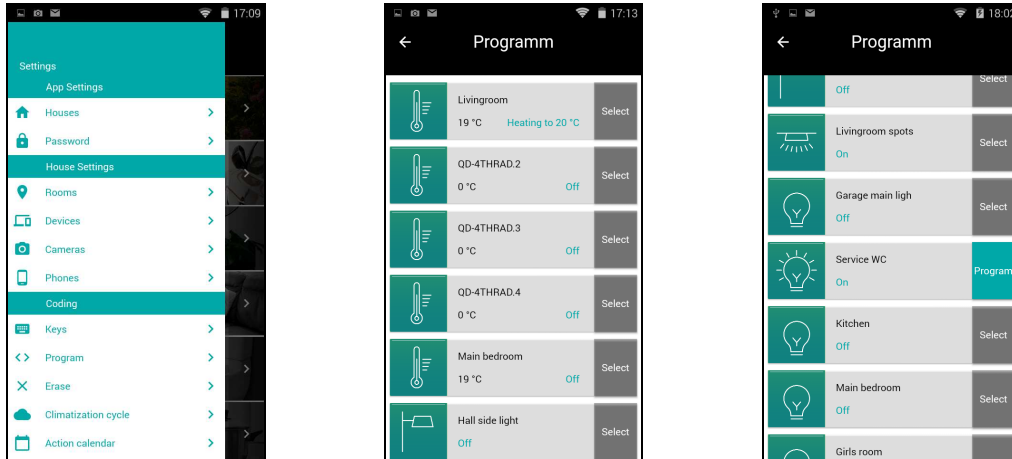 17:09
Settings
App Settings
Houses
Password
House Settings
Rooms
Devices
Cameras
Phones
Coding
Keys
Program
Erase
Climatization cycle
Action calendar
17:13
Programm
Livingroom
19 °C Heating to 20 °C
Select
QD-4THRAD.2
0 °C Off
Select
QD-4THRAD.3
0 °C Off
Select
QD-4THRAD.4
0 °C Off
Select
Main bedroom
19 °C Off
Select
Hall side light
Off
Select
18:02
Programm
Off
Select
Livingroom spots
On
Select
Garage main ligh
Off
Select
Service WC
On
Program
Kitchen
Off
Select
Main bedroom
Off
Select
Girls room